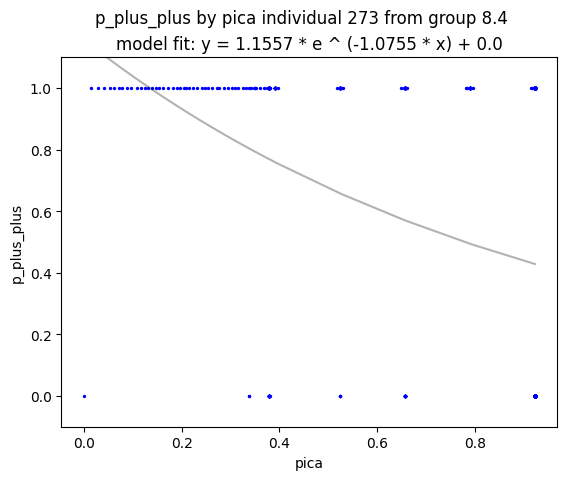 p_plus_plus by pica individual 273 from group 8.4
model fit: y = 1.1557 * e ^ (-1.0755 * x) + 0.0
1.0
0.8
0.6
0.4
0.2
0.0
p_plus_plus
0.0 0.2 0.4 0.6 0.8
pica